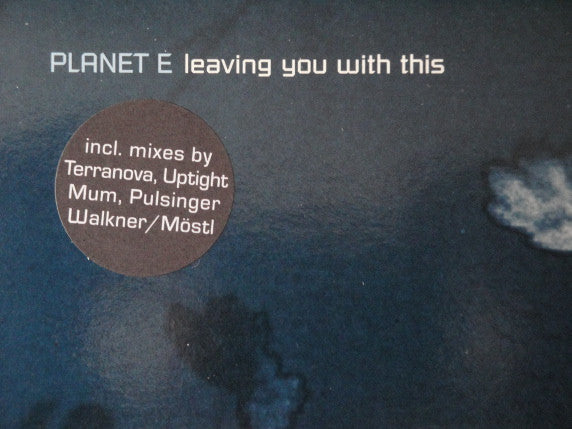 PLANET E leaving you with this
incl. mixes by
Terranova, Uptight
Mum, Pulsinger
Walkner/Möstl